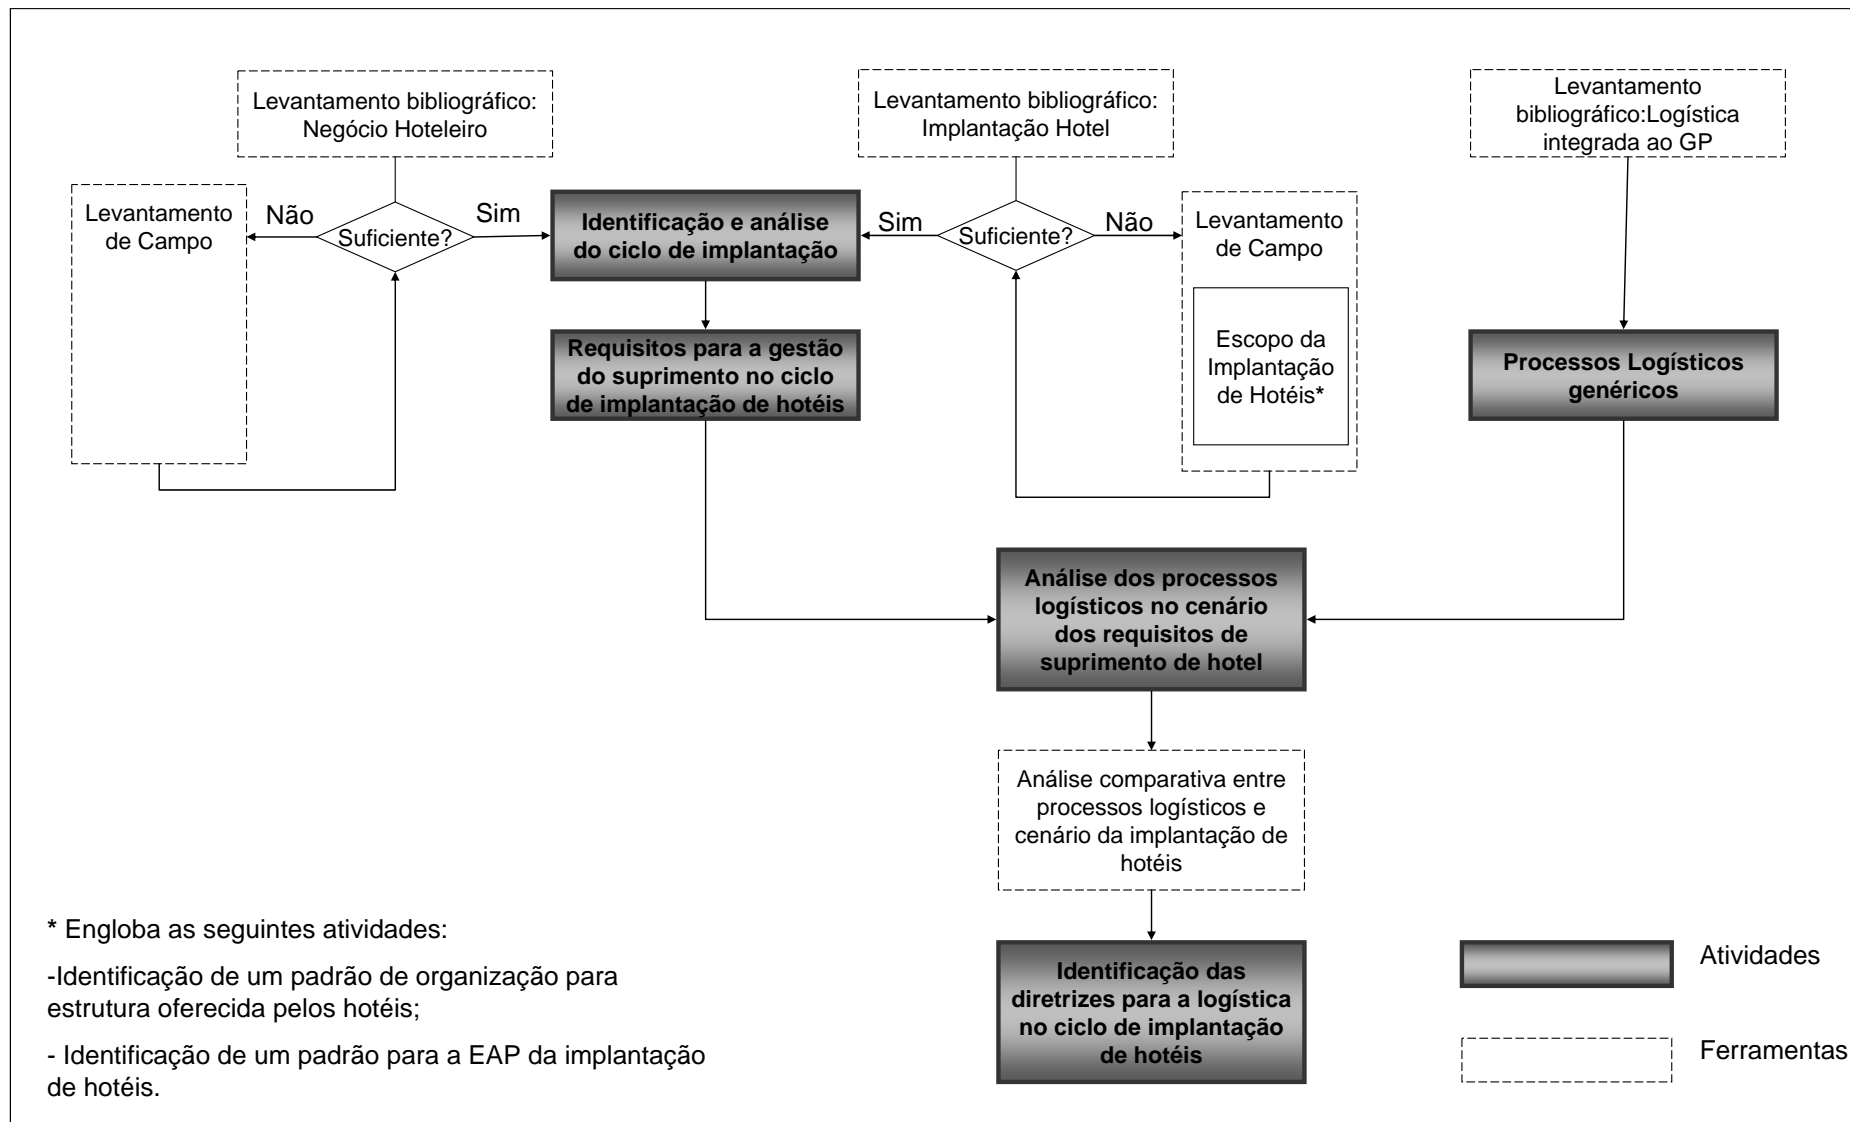 Levantamento bibliográfico:
Negócio Hoteleiro
Levantamento bibliográfico:
Implantação Hotel
Levantamento
bibliográfico:Logística
integrada ao GP
Levantamento
de Campo
Não
Suficiente?
Sim
Identificação e análise
do ciclo de implantação
Sim
Suficiente?
Não
Levantamento
de Campo
Requisitos para a gestão
do suprimento no ciclo
de implantação de hotéis
Escopo da
Implantação
de Hotéis*
Processos Logísticos
genéricos
Análise dos processos
logísticos no cenário
dos requisitos de
suprimento de hotel
Análise comparativa entre
processos logísticos e
cenário da implantação de
hotéis
Identificação das
diretrizes para a logística
no ciclo de implantação
de hotéis
* Engloba as seguintes atividades:
-Identificação de um padrão de organização para
estrutura oferecida pelos hotéis;
- Identificação de um padrão para a EAP da implantação
de hotéis.
Atividades
Ferramentas